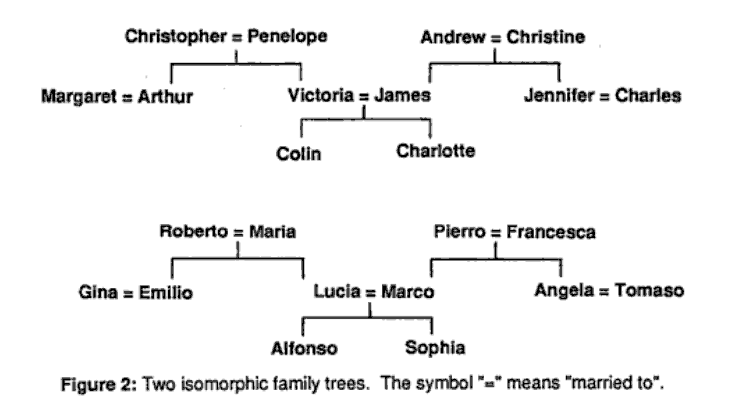 Christopher = Penelope Andrew = Christine
Margaret = Arthur Victoria = James Jennifer = Charles
Colin Charlotte
Roberto = Maria Pierro = Francesca
Gina = Emilio Lucia = Marco Angela = Tomaso
Alfonso Sophia
Figure 2: Two isomorphic family trees. The symbol "=" means "married to".